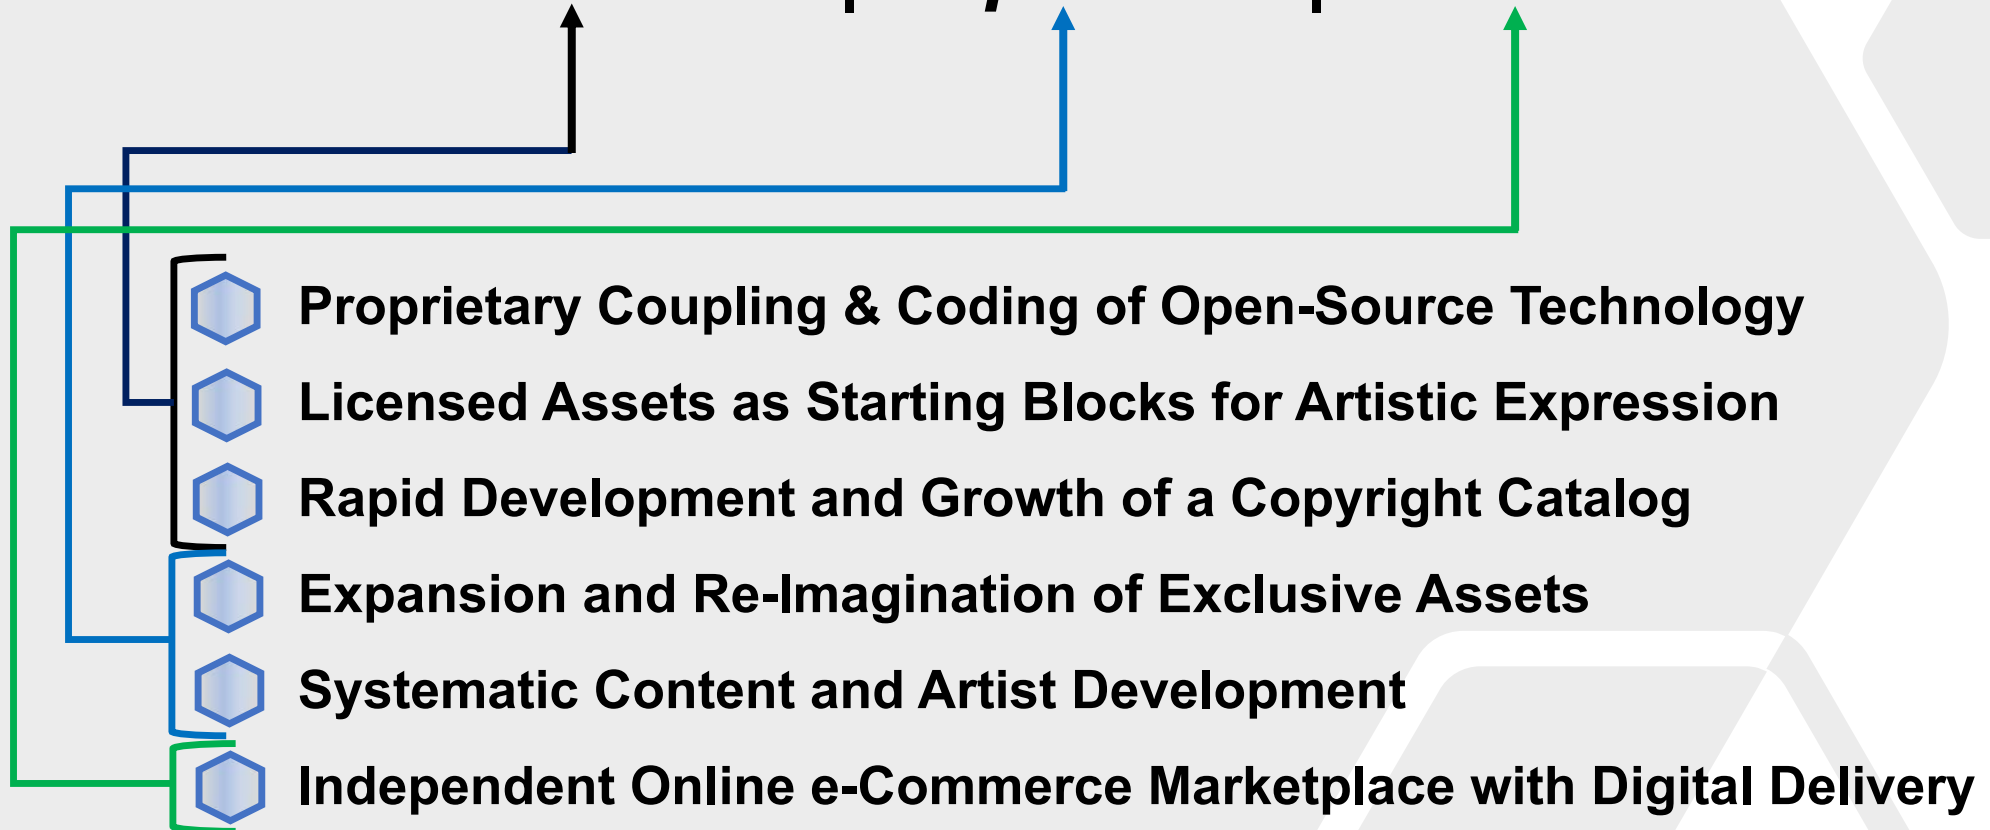 Proprietary Coupling & Coding of Open-Source Technology
Licensed Assets as Starting Blocks for Artistic Expression
Rapid Development and Growth of a Copyright Catalog
Expansion and Re-Imagination of Exclusive Assets
Systematic Content and Artist Development
Independent Online e-Commerce Marketplace with Digital Delivery